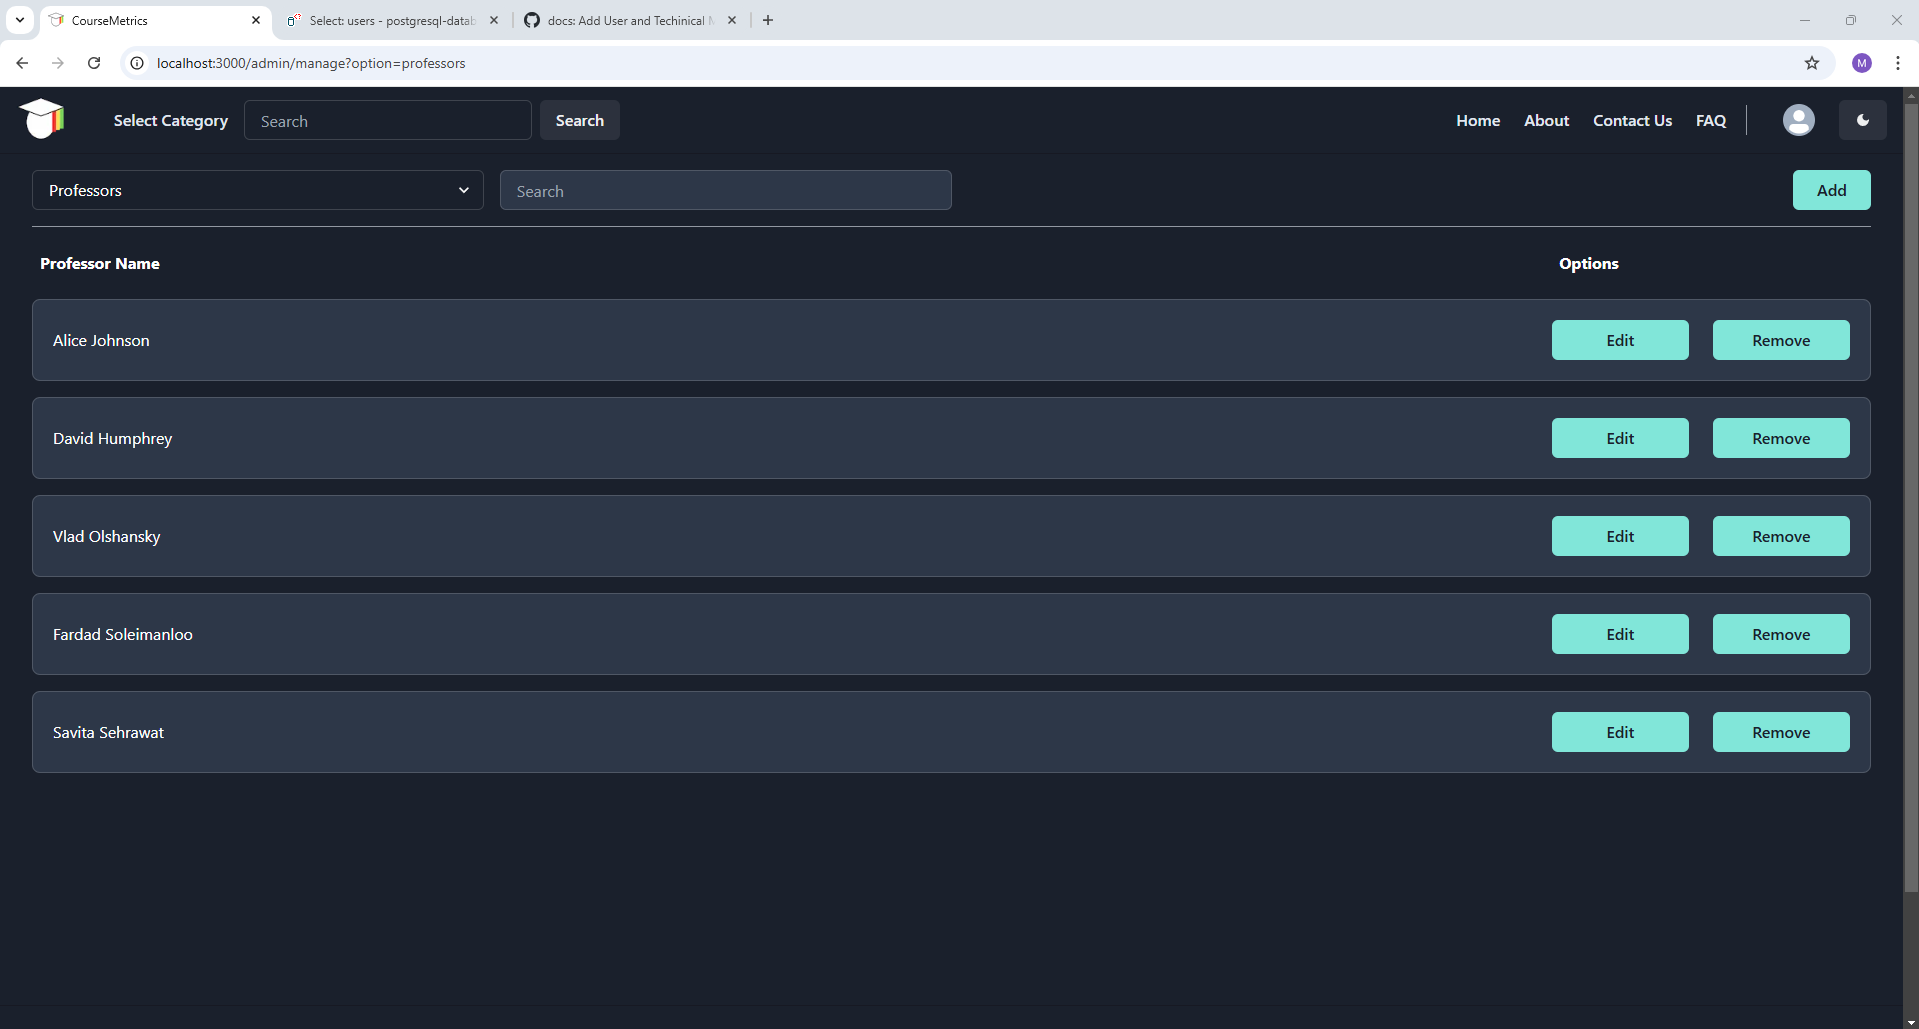 CourseMetrics
Select: users - postgresql-datab
docs: Add User and Techinical M
localhost:3000/admin/manage?option=professors
M
Select Category
Search
Search
Home
About
Contact Us
FAQ
Professors
Search
Add
Professor Name
Options
Alice Johnson
Edit
Remove
David Humphrey
Edit
Remove
Vlad Olshansky
Edit
Remove
Fardad Soleimanloo
Edit
Remove
Savita Sehrawat
Edit
Remove